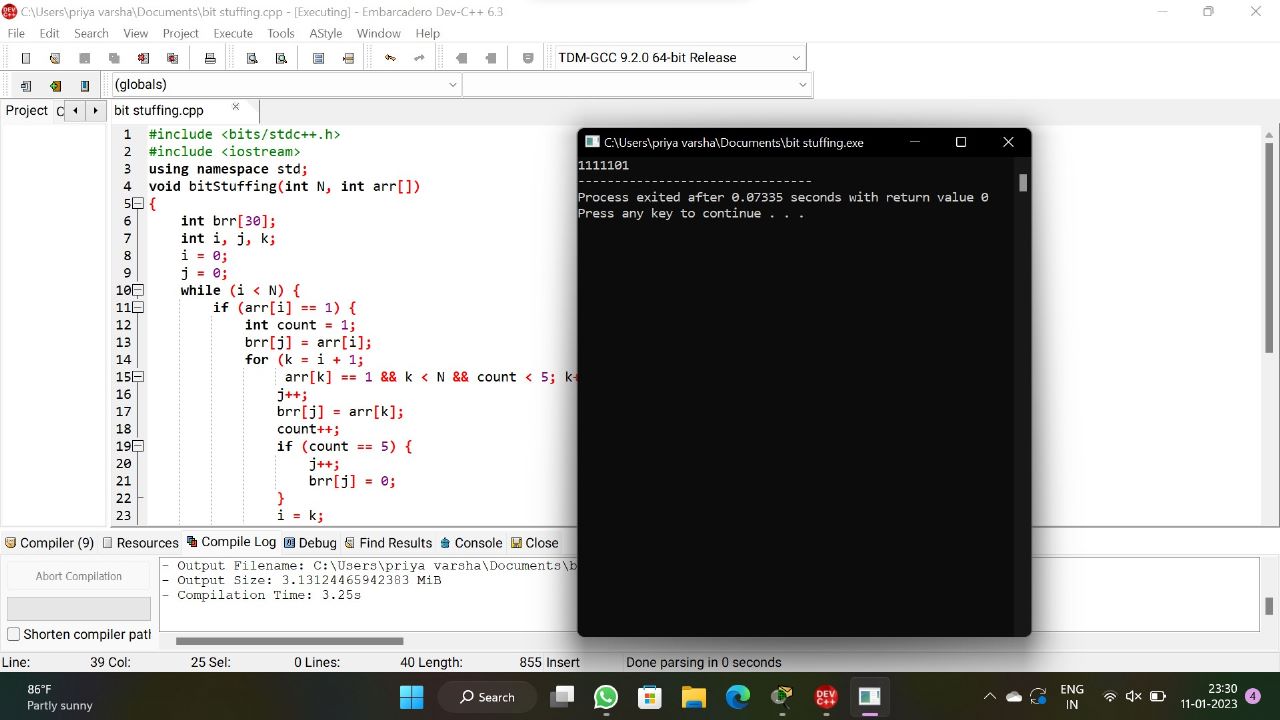 C:\Users\priya varsha\Documents\bit stuffing.cpp - [Executing] - Embarcadero Dev-C++ 6.3
File Edit Search View Project Execute Tools AStyle Window Help
TDM-GCC 9.2.0 64-bit Release
(globals)
Project C bit stuffing.cpp
1 #include <bits/stdc++.h>
2 #include <iostream>
3 using namespace std;
4 void bitStuffing(int N, int arr[])
5 {
6 int brr[30];
7 int i, j, k;
8 i = 0;
9 j = 0;
10 while (i < N) {
11 if (arr[i] == 1) {
12 int count = 1;
13 brr[j] = arr[i];
14 for (k = i + 1;
15 arr[k] == 1 && k < N && count < 5; k+
16 j++;
17 brr[j] = arr[k];
18 count++;
19 if (count == 5) {
20 j++;
21 brr[j] = 0;
22 }
23 i = k;
C:\Users\priya varsha\Documents\bit stuffing.exe
1111101
--------------------------------
Process exited after 0.07335 seconds with return value 0
Press any key to continue . . .
Compiler (9) Resources Compile Log Debug Find Results Console Close
Abort Compilation
Shorten compiler path
- Output Filename: C:\Users\priya varsha\Documents\b
- Output Size: 3.13124465942383 MiB
- Compilation Time: 3.25s
Line: 39 Col: 25 Sel: 0 Lines: 40 Length: 855 Insert Done parsing in 0 seconds
86°F
Partly sunny
Search
DEV
C++
ENG
IN
23:30
11-01-2023
4